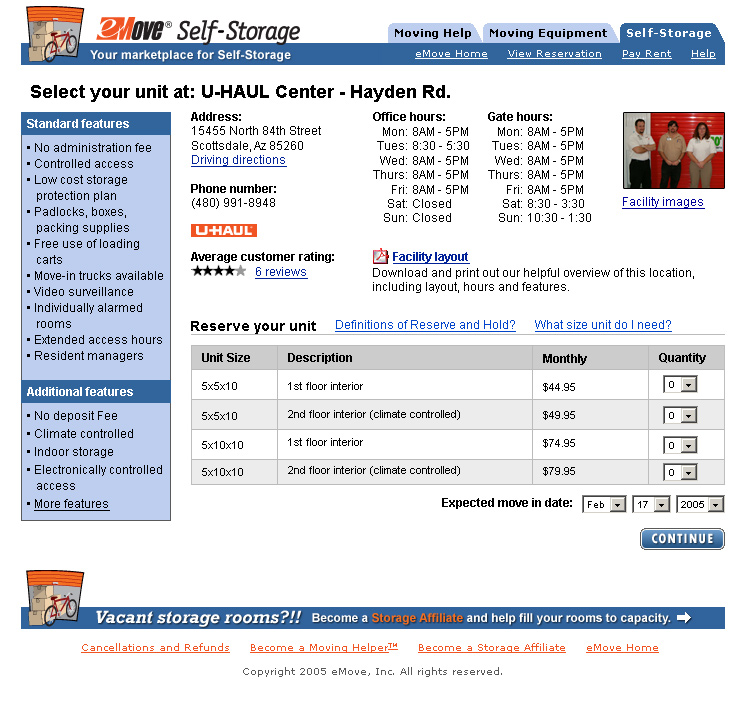 eMove® Self-Storage
Your marketplace for Self-Storage
Moving Help Moving Equipment Self-Storage
eMove Home View Reservation Pay Rent Help
Select your unit at: U-HAUL Center - Hayden Rd.
Standard features
• No administration fee
• Controlled access
• Low cost storage
protection plan
• Padlocks, boxes,
packing supplies
• Free use of loading
carts
• Move-in trucks available
• Video surveillance
• Individually alarmed
rooms
• Extended access hours
• Resident managers
Additional features
• No deposit Fee
• Climate controlled
• Indoor storage
• Electronically controlled
access
• More features
Address:
15455 North 84th Street
Scottsdale, Az 85260
Driving directions
Phone number:
(480) 991-8948
U-HAUL
Average customer rating:
6 reviews
Office hours:
Mon: 8AM - 5PM
Tues: 8:30 - 5:30
Wed: 8AM - 5PM
Thurs: 8AM - 5PM
Fri: 8AM - 5PM
Sat: Closed
Sun: Closed
Gate hours:
Mon: 8AM - 5PM
Tues: 8AM - 5PM
Wed: 8AM - 5PM
Thurs: 8AM - 5PM
Fri: 8AM - 5PM
Sat: 8:30 - 3:30
Sun: 10:30 - 1:30
Facility images
Facility layout
Download and print out our helpful overview of this location,
including layout, hours and features.
Reserve your unit Definitions of Reserve and Hold? What size unit do I need?
Unit Size Description Monthly Quantity
5x5x10 1st floor interior $44.95 0
5x5x10 2nd floor interior (climate controlled) $49.95 0
5x10x10 1st floor interior $74.95 0
5x10x10 2nd floor interior (climate controlled) $79.95 0
Expected move in date: Feb 17 2005
CONTINUE
Vacant storage rooms?!! Become a Storage Affiliate and help fill your rooms to capacity.
Cancellations and Refunds Become a Moving Helper™ Become a Storage Affiliate eMove Home
Copyright 2005 eMove, Inc. All rights reserved.